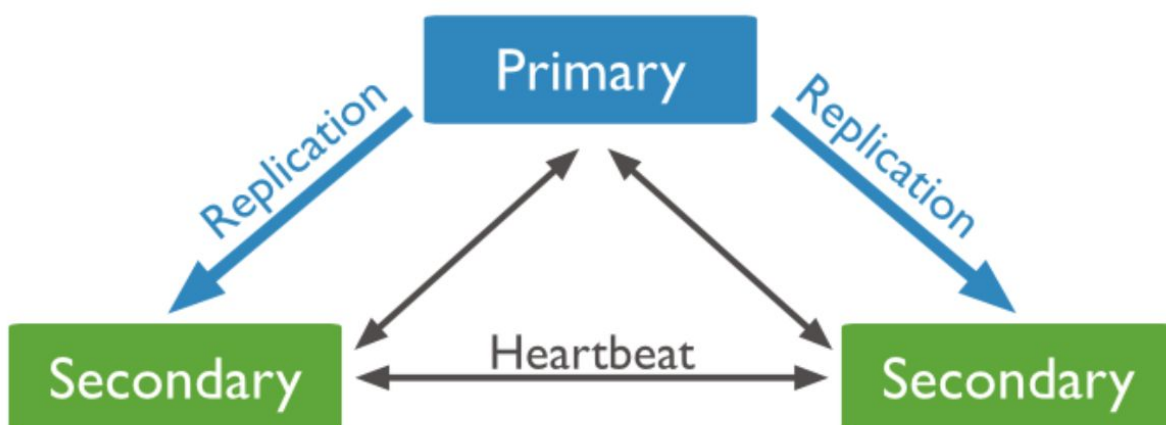 Primary
Replication
Replication
Heartbeat
Secondary
Secondary